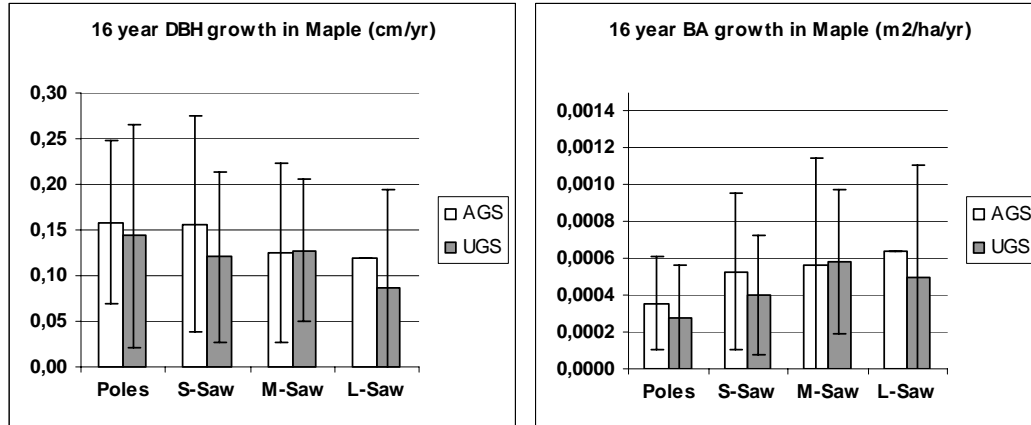 16 year DBH growth in Maple (cm/yr)
0,30
0,25
0,20
0,15
0,10
0,05
0,00
Poles S-Saw M-Saw L-Saw
AGS
UGS
16 year BA growth in Maple (m2/ha/yr)
0,0014
0,0012
0,0010
0,0008
0,0006
0,0004
0,0002
0,0000
Poles S-Saw M-Saw L-Saw
AGS
UGS